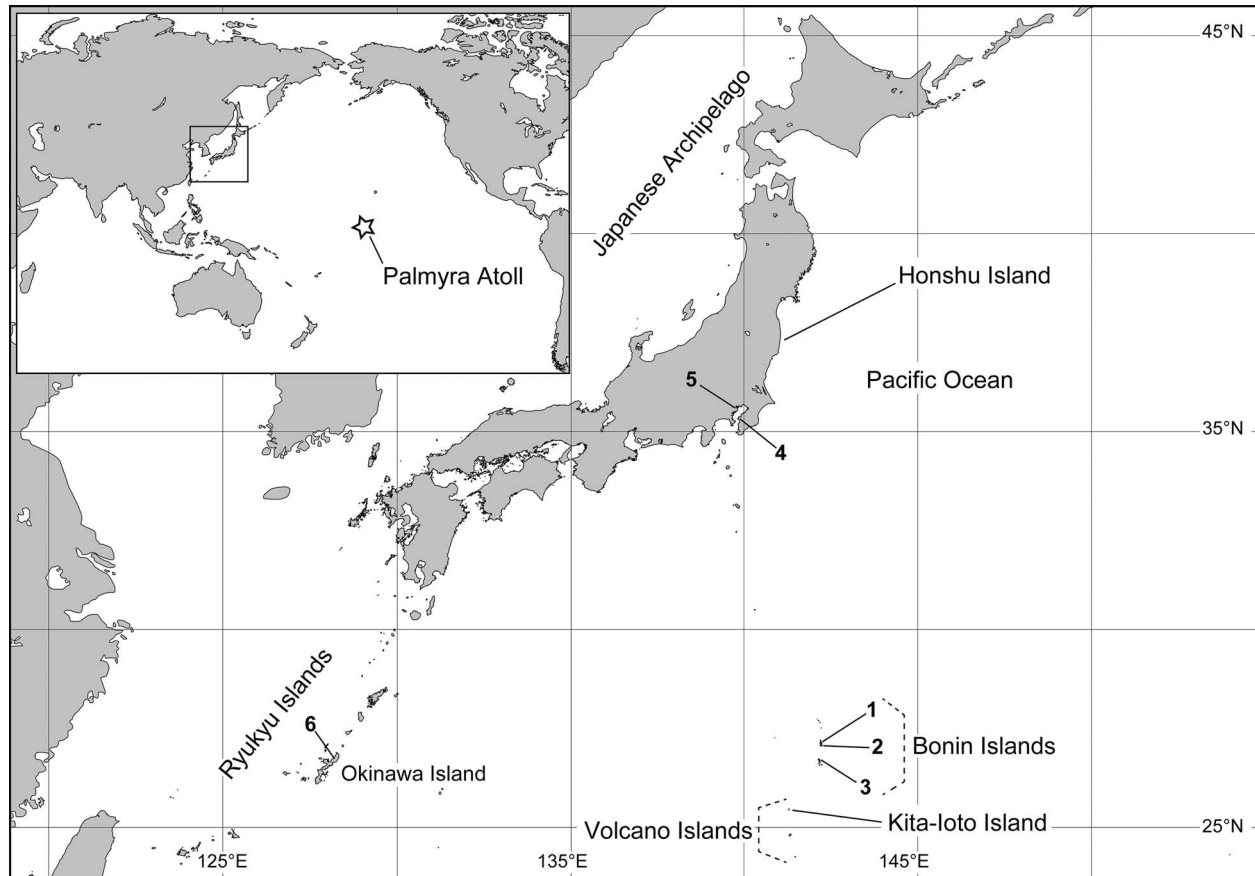 45°N
Japanese Archipelago
Palmyra Atoll
Honshu Island
Pacific Ocean
5
4
35°N
Ryukyu Islands
6
Okinawa Island
1
2
3
Bonin Islands
Kita-Ioto Island
Volcano Islands
25°N
125°E
135°E
145°E